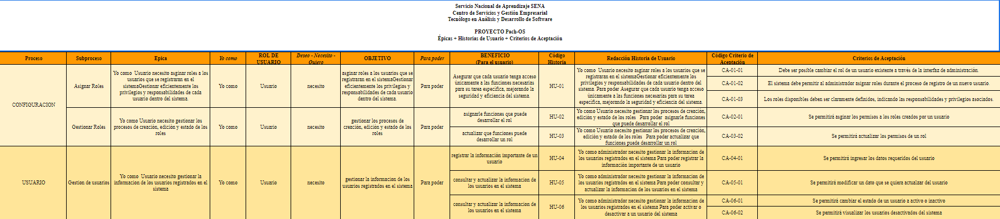 Servicio Nacional de Aprendizaje SENA
Centro de Servicios y Gestión Empresarial
Tecnólogo en Análisis y Desarrollo de Software
PROYECTO Pach-OS
Épicas + Historias de Usuario + Criterios de Aceptación
Proceso
Subproceso
Epica
Yo como
ROL DE
USUARIO
Deseo - Necesito -
Quiero
OBJETIVO
Para poder
BENEFICIO
(Para el usuario)
Código
Historia
Redacción Historia de Usuario
Código Criterio de
Aceptación
Criterios de Aceptación
CONFIGURACION
Asignar Roles
Yo como  Usuario necesito asginar roles a los
usuarios que se registraran en el
sistemaGestionar eficientemente los
privilegios y responsabilidades de cada
usuario dentro del sistema.
Yo como
Usuario
necesito
asginar roles a los usuarios que se
registraran en el sistemaGestionar
eficientemente los privilegios y
responsabilidades de cada usuario
dentro del sistema.
Para poder
Asegurar que cada usuario tenga acceso
únicamente a las funciones necesarias
para su tarea específica, mejorando la
seguridad y eficiencia del sistema.
HU-01
Yo como  Usuario necesito asginar roles a los usuarios que se
registraran en el sistemaGestionar eficientemente los
privilegios y responsabilidades de cada usuario dentro del
sistema. Para poder Asegurar que cada usuario tenga acceso
únicamente a las funciones necesarias para su tarea
específica, mejorando la seguridad y eficiencia del sistema.
CA-01-01
Debe ser posible cambiar el rol de un usuario existente a través de la interfaz de administración.
CA-01-02
El sistema debe permitir al administrador asignar roles durante el proceso de registro de un nuevo usuario.
CA-01-03
Los roles disponibles deben ser claramente definidos, indicando las responsabilidades y privilegios asociados.
Gestionar Roles
Yo como Usuario necesito gestionar los
procesos de creación, edición y estado de los
roles
Yo como
Usuario
necesito
gestionar los procesos de
creación, edición y estado de los
roles
Para poder
asignarle funciones que puede
desarrollar el rol
HU-02
Yo como Usuario necesito gestionar los procesos de creación,
edición y estado de los roles   Para poder  asignarle funciones
que puede desarrollar el rol
CA-02-01
Se permitirá asginar los permisos a los roles creados por un usuario
actualizar que funciones puede
desarrollar un rol
HU-03
Yo como Usuario necesito gestionar los procesos de creación,
edición y estado de los roles   Para poder actualizar que
funciones puede desarrollar un rol
CA-03-02
Se permitirá actualizar los permisos de un rol
USUARIO
Gestion de usuarios
Yo como  Usuario necesito gestionar la
informacion de los usuarios registrados en el
sistema
Yo como
Usuario
necesito
gestionar la informacion de los
usuarios registrados en el sistema
Para poder
registrar la información importante de un
usuario
HU-04
Yo como administrador necesito gestionar la informacion de
los usuarios registrados en el sistema Para poder registrar la
información importante de un usuario
CA-04-01
Se permitirá ingresar los datos requeridos del usuario
consultar y actualizar la informacion de
los usuarios en el sistema
HU-05
Yo como administrador necesito gestionar la informacion de
los usuarios registrados en el sistema Para poder consultar y
actualizar la informacion de los usuarios en el sistema
CA-05-01
Se permitirá modificar un dato que se quiera actualzar del usuario
consultar y actualizar la informacion de
los usuarios en el sistema
HU-06
Yo como administrador necesito gestionar la informacion de
los usuarios registrados en el sistema Para poder activar o
desactivar a un usuario del sistema
CA-06-01
Se permitirá cambiar el estado de un usuario a activo o inactivo
CA-06-02
Se permitirá visualizar los usuarios desactivados del sistema